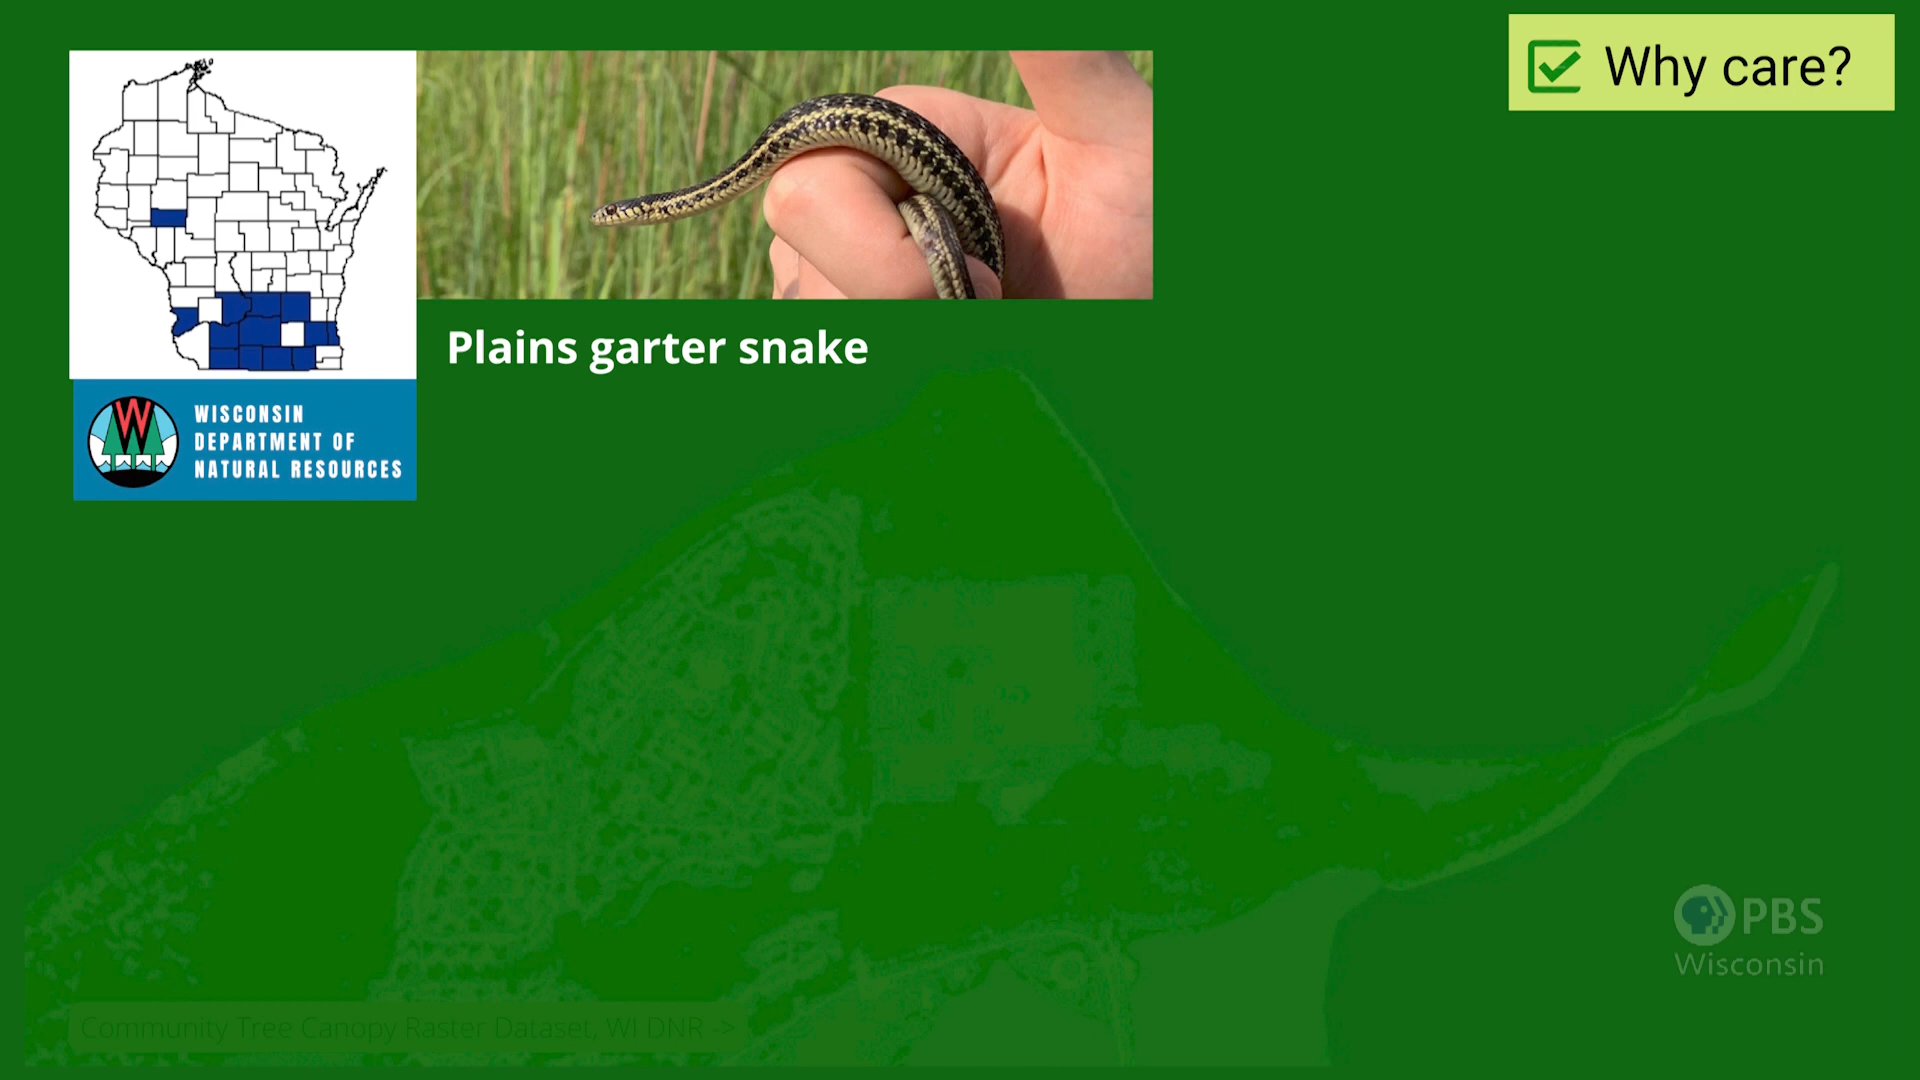 Why care?
Plains garter snake
WISCONSIN
DEPARTMENT OF
NATURAL RESOURCES
PBS
Wisconsin
Community Tree Canopy Raster Dataset, WI DNR ->